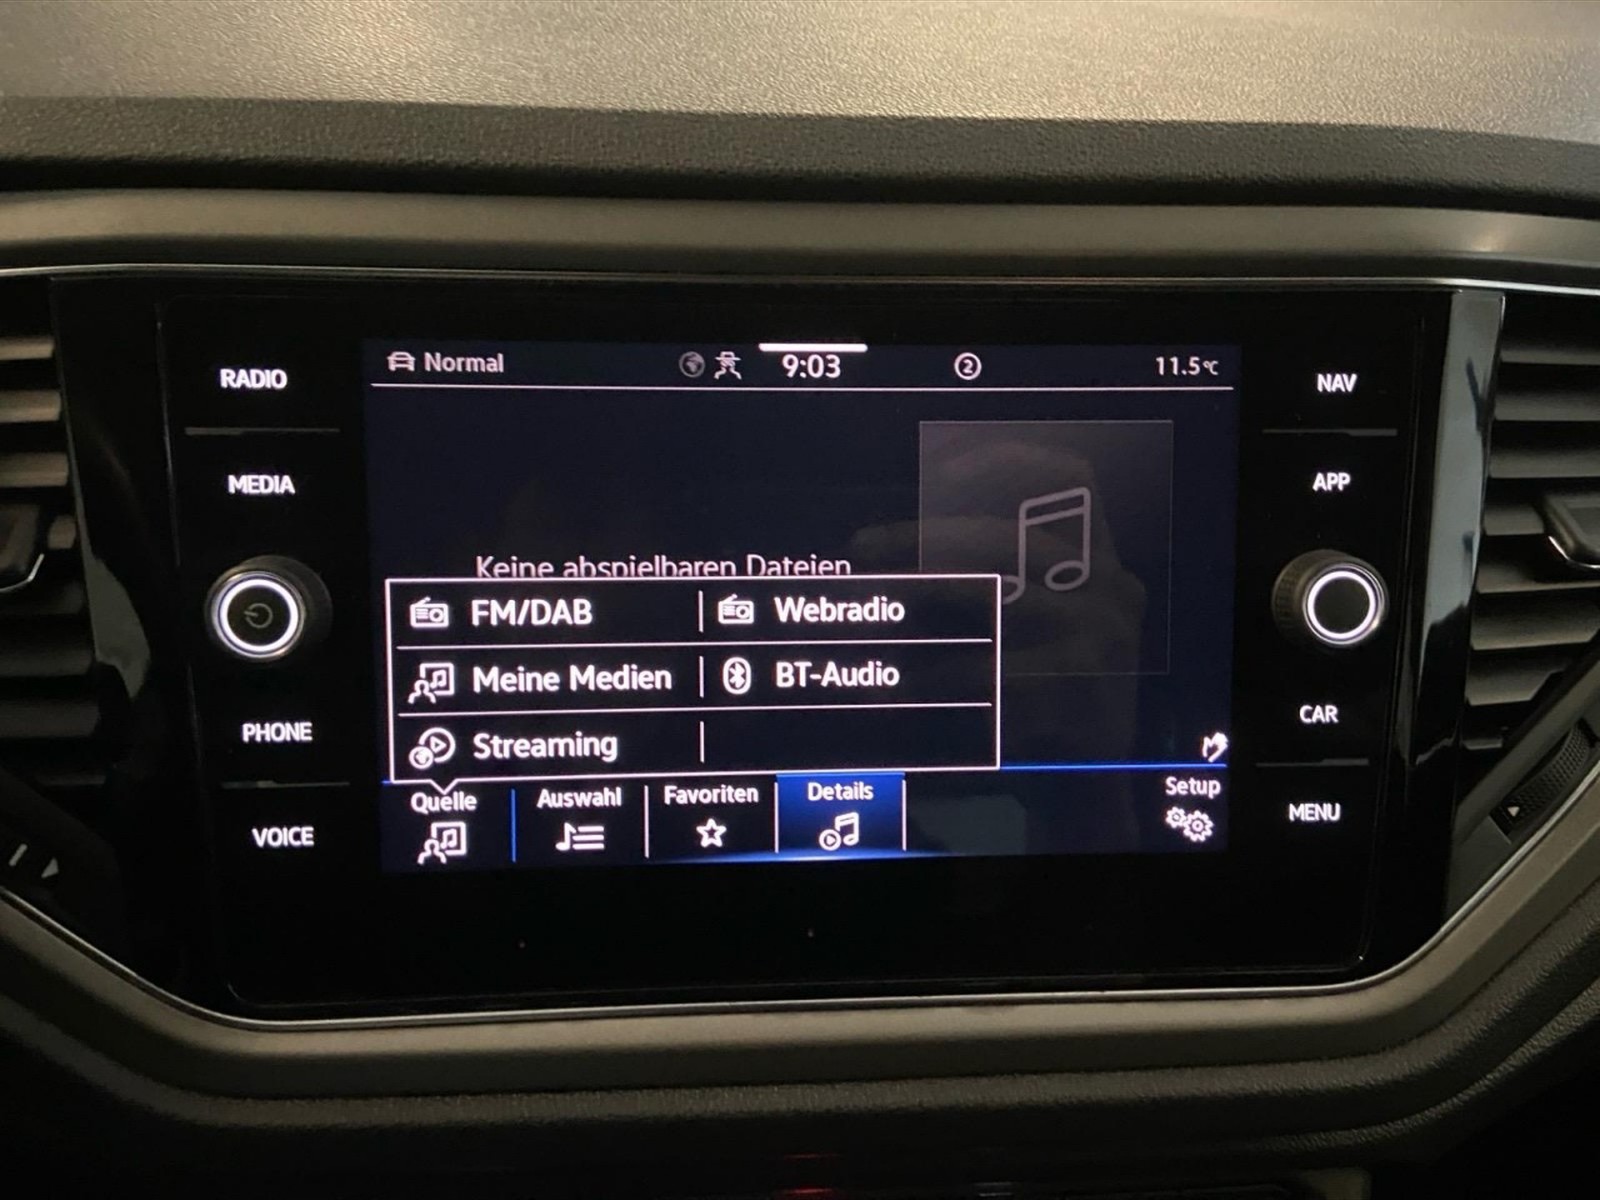 RADIO
MEDIA
PHONE
VOICE
Normal
9:03
2
11.5°C
Keine abspielbaren Dateien
FM/DAB
Webradio
Meine Medien
BT-Audio
Streaming
Quelle
Auswahl
Favoriten
Details
Setup
NAV
APP
CAR
MENU